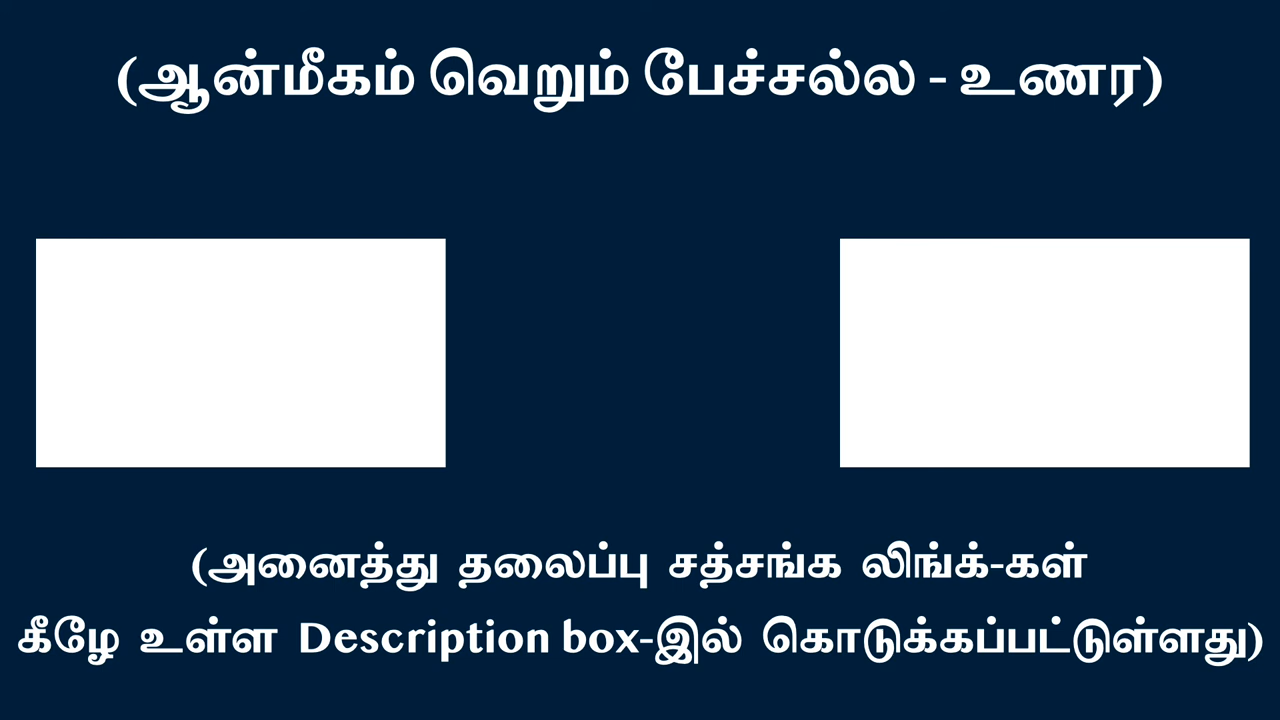 (ஆன்மீகம் வெறும் பேச்சல்ல - உணர)
(அனைத்து தலைப்பு சத்சங்க லிங்க்-கள்
கீழே உள்ள Description box-இல் கொடுக்கப்பட்டுள்ளது)